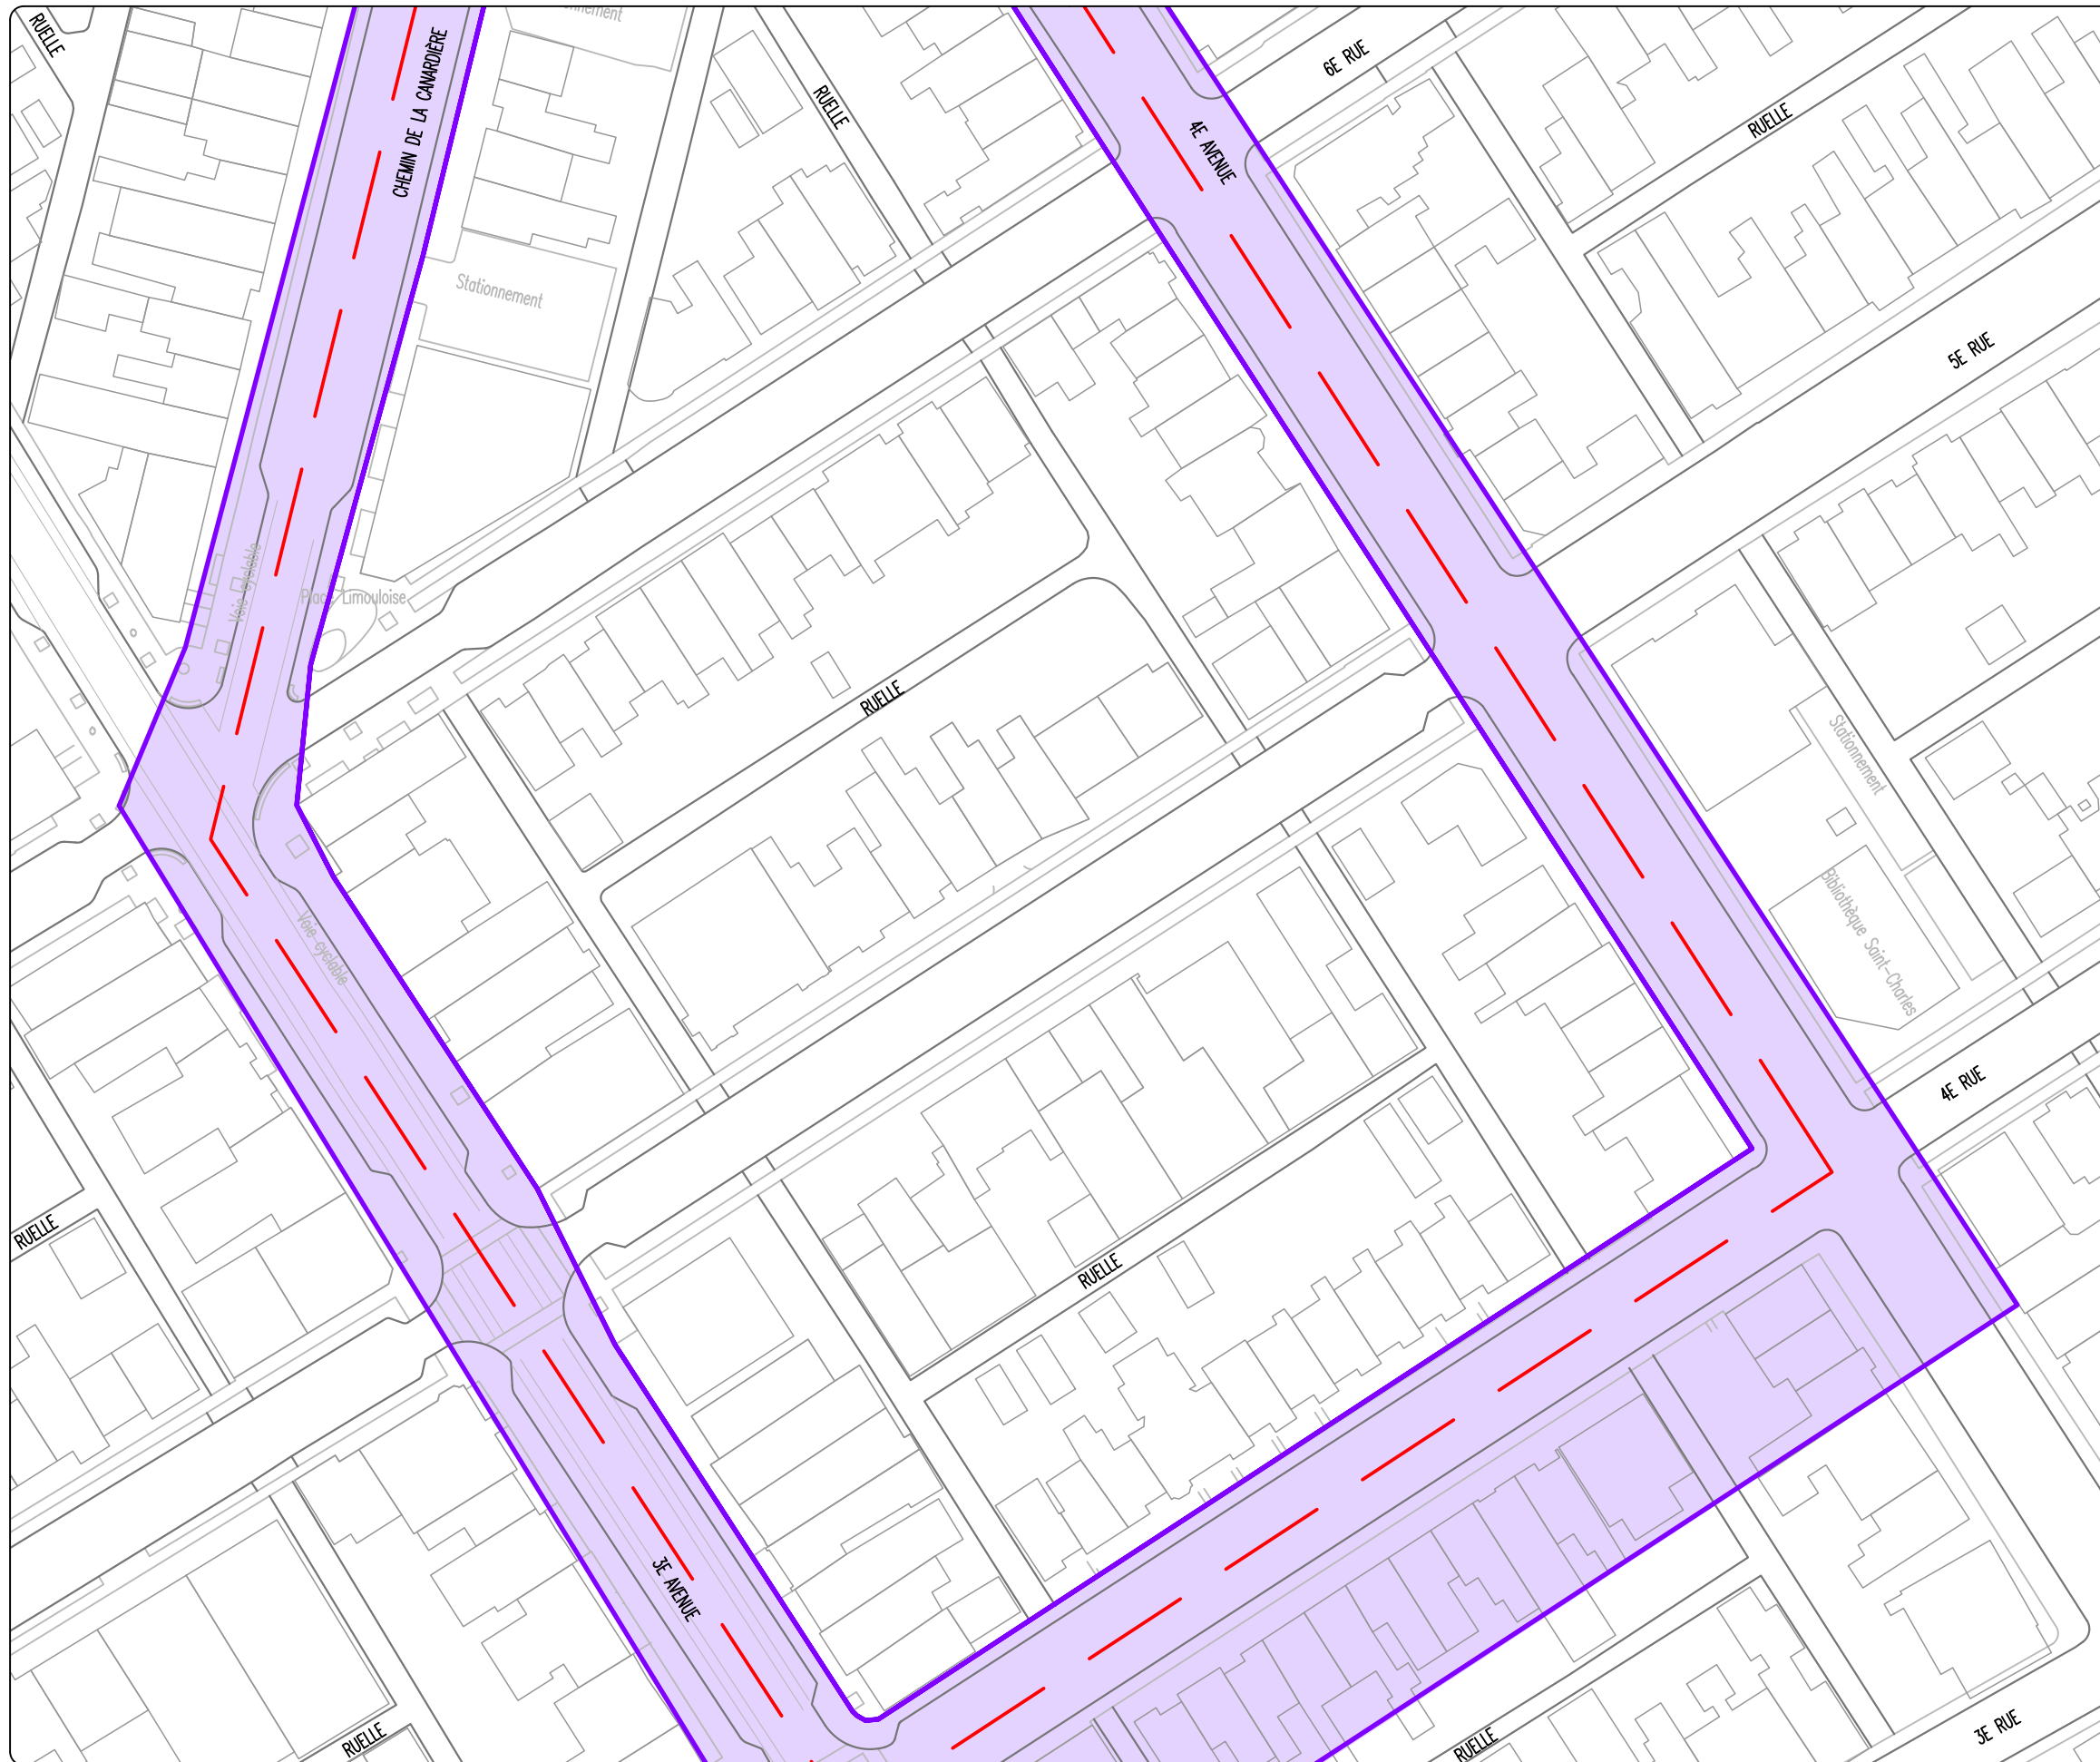 RUELLE
CHEMIN DE LA CANARDIÈRE
RUELLE
6E RUE
4E AVENUE
RUELLE
Stationnement
5E RUE
Voie cyclable
Place Limouloise
RUELLE
Stationnement
Bibliothèque Saint-Charles
Voie cyclable
4E RUE
RUELLE
RUELLE
3E AVENUE
RUELLE
RUELLE
3E RUE